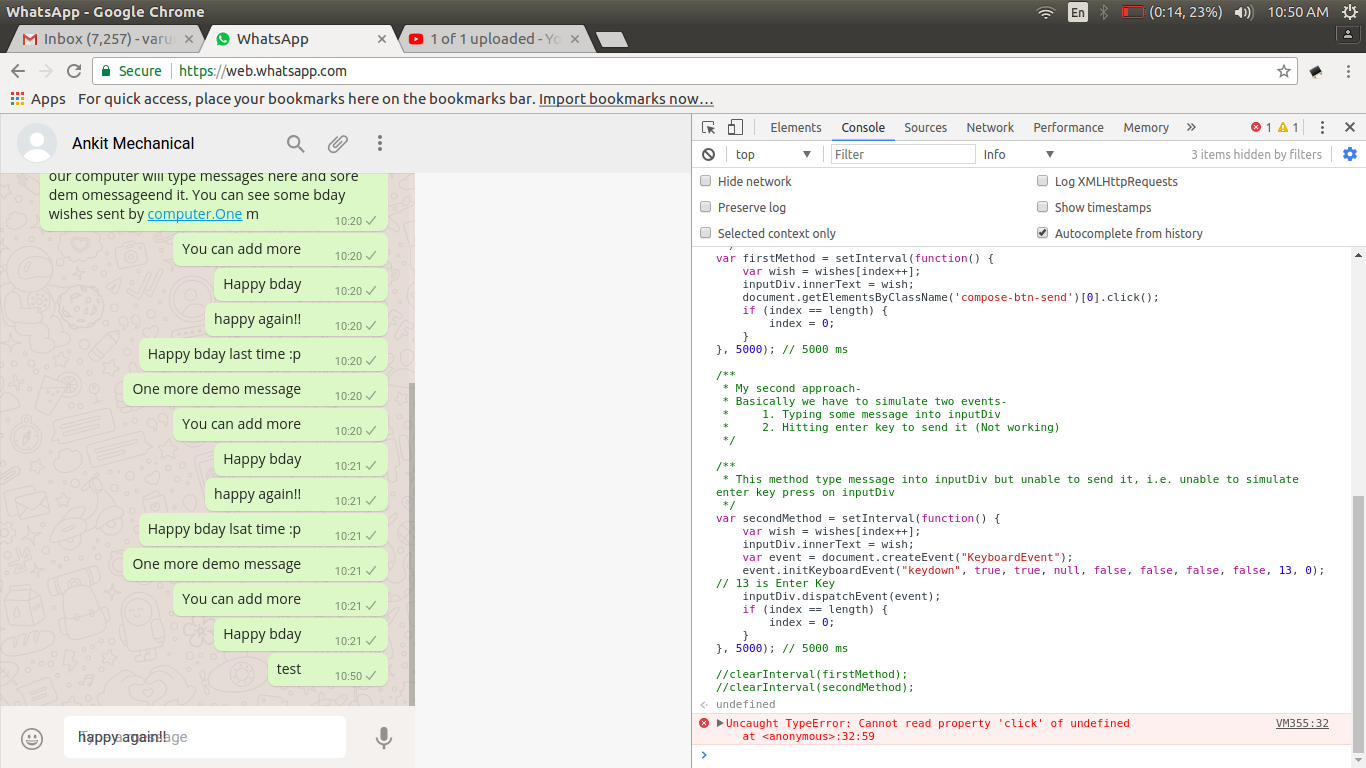 WhatsApp - Google Chrome
En
(0:14, 23%)
10:50 AM
Inbox (7,257) - varu
WhatsApp
1 of 1 uploaded - Yo
Secure
https://web.whatsapp.com
Apps
For quick access, place your bookmarks here on the bookmarks bar. Import bookmarks now…
Ankit Mechanical
our computer will type messages here and sore
dem omessageend it. You can see some bday
wishes sent by computer.One m
10:20
You can add more
10:20
Happy bday
10:20
happy again!!
10:20
Happy bday last time :p
10:20
One more demo message
10:20
You can add more
10:20
Happy bday
10:21
happy again!!
10:21
Happy bday lsat time :p
10:21
One more demo message
10:21
You can add more
10:21
Happy bday
10:21
test
10:50
happy again!!
Type a message
Elements
Console
Sources
Network
Performance
Memory
»
1
1
top
Filter
Info
3 items hidden by filters
Hide network
Log XMLHttpRequests
Preserve log
Show timestamps
Selected context only
Autocomplete from history
*/
var firstMethod = setInterval(function() {
var wish = wishes[index++];
inputDiv.innerText = wish;
document.getElementsByClassName('compose-btn-send')[0].click();
if (index == length) {
index = 0;
}
}, 5000); // 5000 ms
/**
* My second approach-
* Basically we have to simulate two events-
* 1. Typing some message into inputDiv
* 2. Hitting enter key to send it (Not working)
*/
/**
* This method type message into inputDiv but unable to send it, i.e. unable to simulate
enter key press on inputDiv
*/
var secondMethod = setInterval(function() {
var wish = wishes[index++];
inputDiv.innerText = wish;
var event = document.createEvent("KeyboardEvent");
event.initKeyboardEvent("keydown", true, true, null, false, false, false, false, 13, 0);
// 13 is Enter Key
inputDiv.dispatchEvent(event);
if (index == length) {
index = 0;
}
}, 5000); // 5000 ms
//clearInterval(firstMethod);
//clearInterval(secondMethod);
undefined
Uncaught TypeError: Cannot read property 'click' of undefined
VM355:32
at <anonymous>:32:59